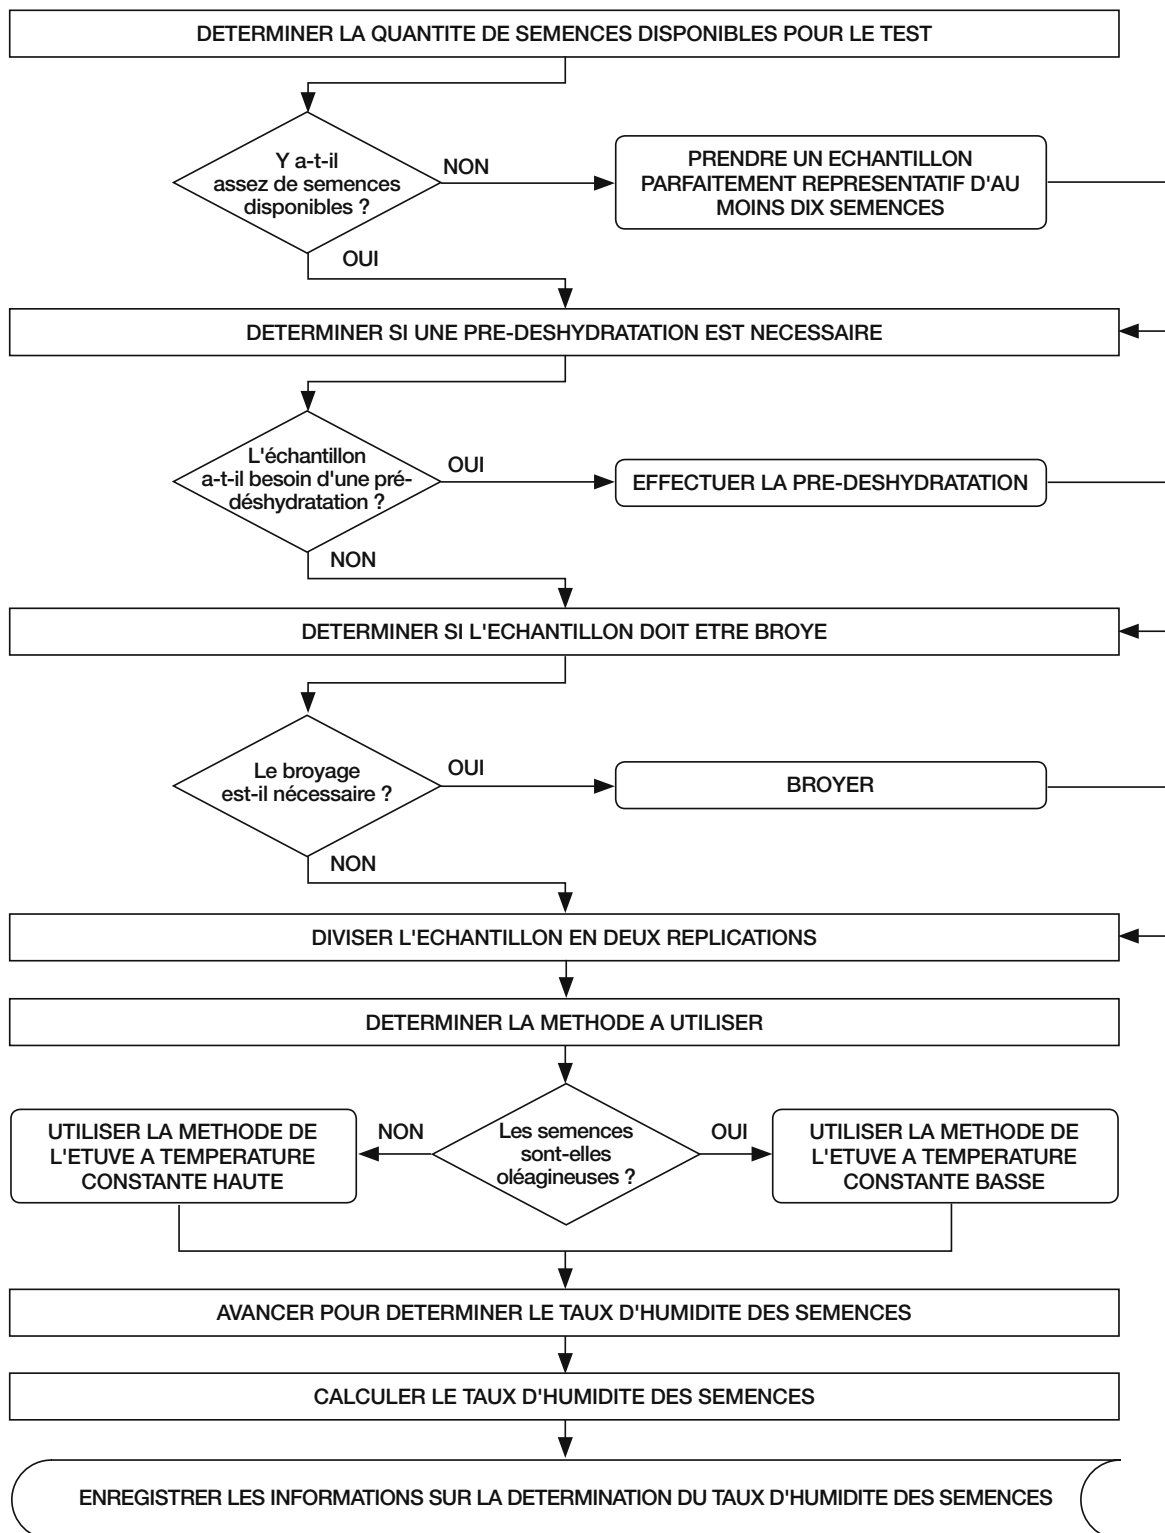 DETERMINER LA QUANTITE DE SEMENCES DISPONIBLES POUR LE TEST
Y a-t-il
assez de semences
disponibles ?
NON
PRENDRE UN ECHANTILLON
PARFAITEMENT REPRESENTATIF D'AU
MOINS DIX SEMENCES
OUI
DETERMINER SI UNE PRE-DESHYDRATATION EST NECESSAIRE
L'échantillon
a-t-il besoin d'une pré-
déshydratation ?
OUI
EFFECTUER LA PRE-DESHYDRATATION
NON
DETERMINER SI L'ECHANTILLON DOIT ETRE BROYE
Le broyage
est-il nécessaire ?
OUI
BROYER
NON
DIVISER L'ECHANTILLON EN DEUX REPLICATIONS
DETERMINER LA METHODE A UTILISER
UTILISER LA METHODE DE
L'ETUVE A TEMPERATURE
CONSTANTE HAUTE
NON
Les semences
sont-elles
oléagineuses ?
OUI
UTILISER LA METHODE DE
L'ETUVE A TEMPERATURE
CONSTANTE BASSE
AVANCER POUR DETERMINER LE TAUX D'HUMIDITE DES SEMENCES
CALCULER LE TAUX D'HUMIDITE DES SEMENCES
ENREGISTRER LES INFORMATIONS SUR LA DETERMINATION DU TAUX D'HUMIDITE DES SEMENCES